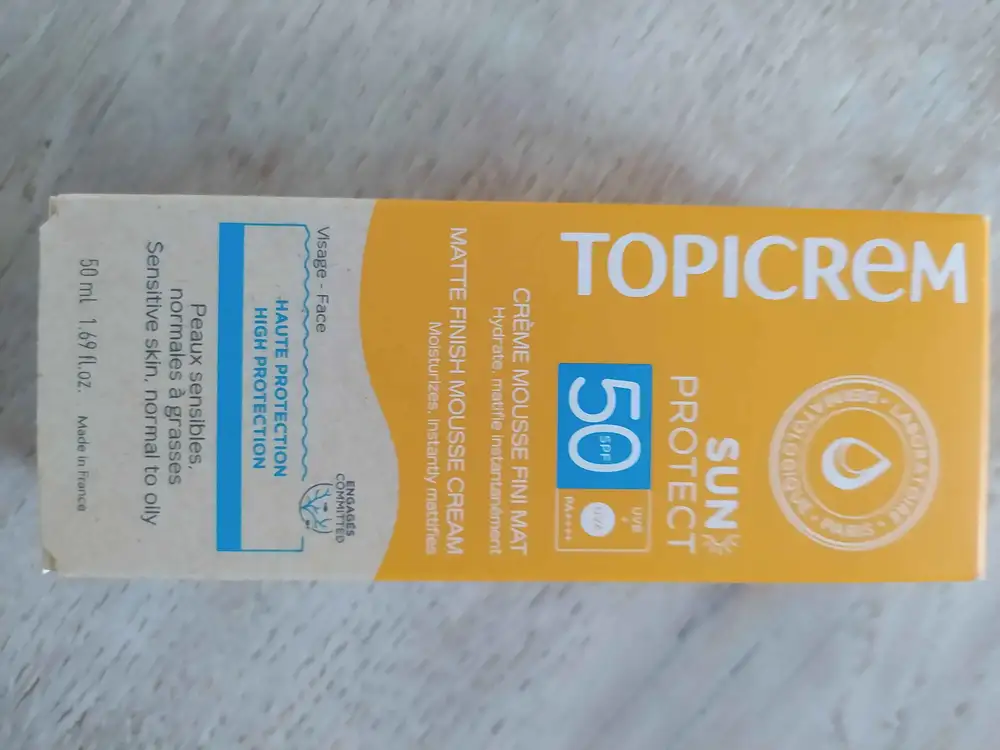 LABORATOIRE • PARIS • DERMATOLOGIQUE •
TOPICREM
SUN
PROTECT
50
SPF
UVB
+
UVA
PA++++
CRÈME MOUSSE FINI MAT
Hydrate, matifie instantanément
MATTE FINISH MOUSSE CREAM
Moisturizes, instantly mattifies
Visage - Face
ENGAGÉS
COMMITTED
HAUTE PROTECTION
HIGH PROTECTION
Peaux sensibles,
normales à grasses
Sensitive skin, normal to oily
50 ml 1.69 fl.oz. Made in France